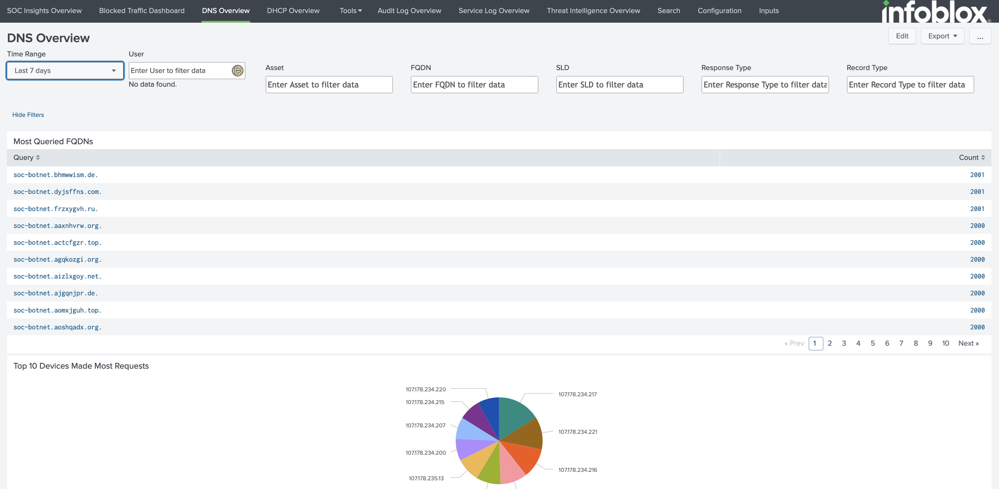 SOC Insights Overview Blocked Traffic Dashboard DNS Overview DHCP Overview Tools Audit Log Overview Service Log Overview Threat Intelligence Overview Search Configuration Inputs infoblox ®
DNS Overview Edit Export ...
Time Range User
Asset FQDN SLD Response Type Record Type
Last 7 days Enter User to filter data
No data found.
Enter Asset to filter data Enter FQDN to filter data Enter SLD to filter data Enter Response Type to filter data Enter Record Type to filter data
Hide Filters
Most Queried FQDNs
Query Count
soc-botnet.bhmwwism.de. 2001
soc-botnet.dyjsffns.com. 2001
soc-botnet.frzxygvh.ru. 2001
soc-botnet.aaxnhvrw.org. 2000
soc-botnet.actcfgzr.top. 2000
soc-botnet.agqkozgi.org. 2000
soc-botnet.aizlxgoy.net. 2000
soc-botnet.ajgqnjpr.de. 2000
soc-botnet.aomxjguh.top. 2000
soc-botnet.aoshqadx.org. 2000
« Prev 1 2 3 4 5 6 7 8 9 10 Next »
Top 10 Devices Made Most Requests
107.178.234.220
107.178.234.217
107.178.234.215
107.178.234.207
107.178.234.221
107.178.234.200
107.178.234.216
107.178.235.13